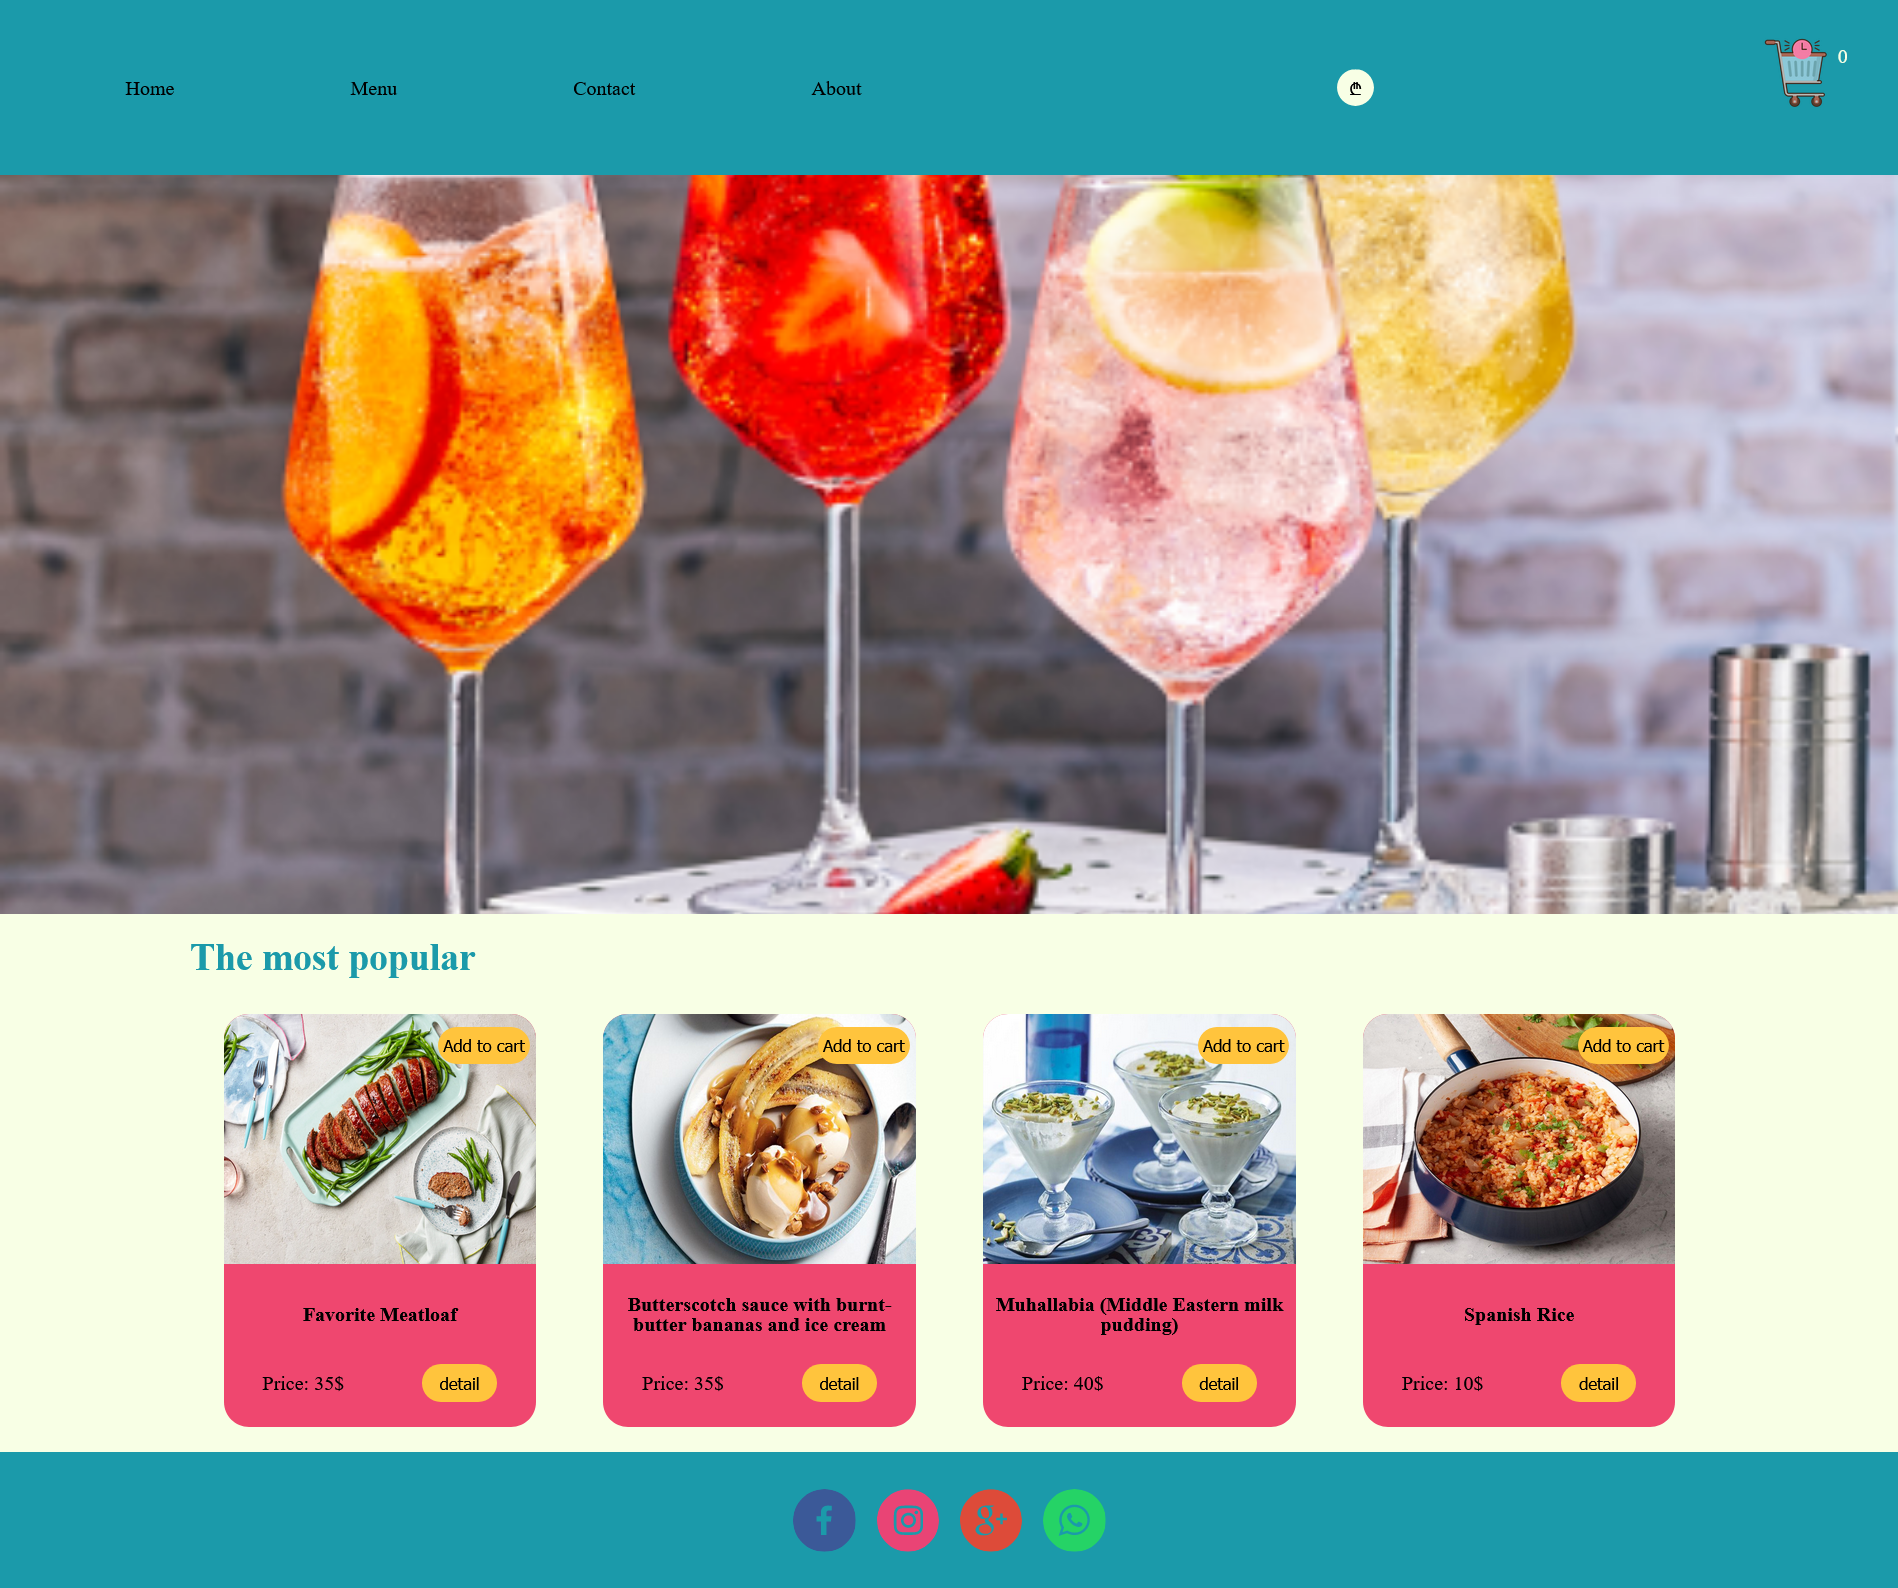 Home
Menu
Contact
About
₾
0
The most popular
Add to cart
Add to cart
Add to cart
Add to cart
Favorite Meatloaf
Butterscotch sauce with burnt-
butter bananas and ice cream
Muhallabia (Middle Eastern milk
pudding)
Spanish Rice
Price: 35$
detail
Price: 35$
detail
Price: 40$
detail
Price: 10$
detail